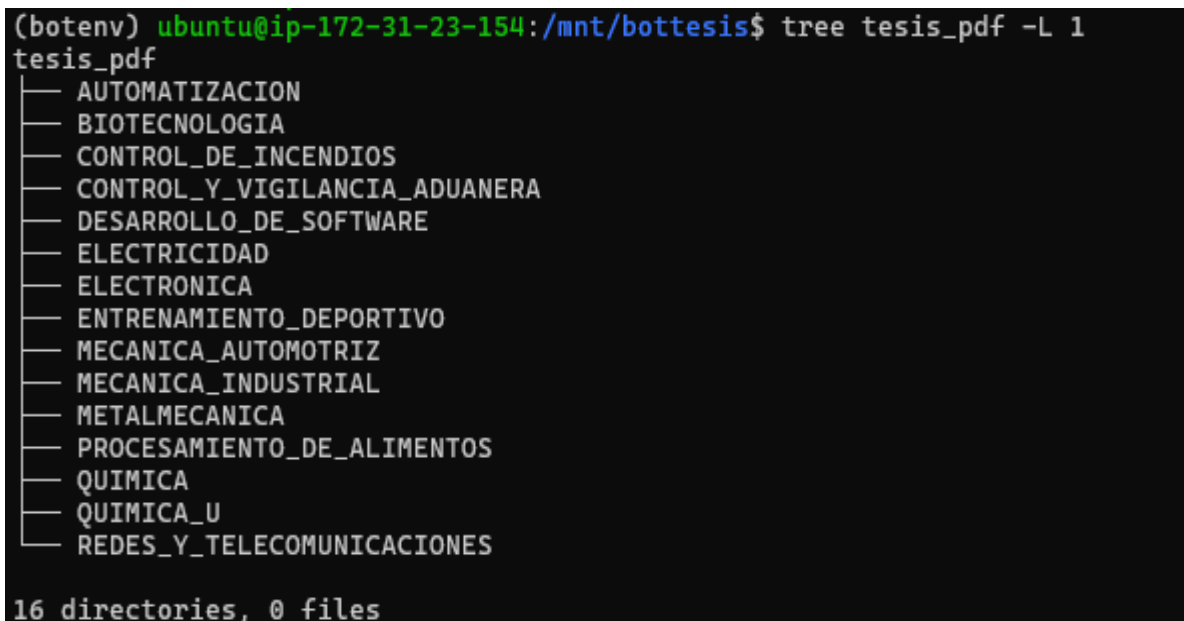 (botenv) ubuntu@ip-172-31-23-154:/mnt/bottesis$ tree tesis_pdf -L 1
tesis_pdf
├── AUTOMATIZACION
├── BIOTECNOLOGIA
├── CONTROL_DE_INCENDIOS
├── CONTROL_Y_VIGILANCIA_ADUANERA
├── DESARROLLO_DE_SOFTWARE
├── ELECTRICIDAD
├── ELECTRONICA
├── ENTRENAMIENTO_DEPORTIVO
├── MECANICA_AUTOMOTRIZ
├── MECANICA_INDUSTRIAL
├── METALMECANICA
├── PROCESAMIENTO_DE_ALIMENTOS
├── QUIMICA
├── QUIMICA_U
└── REDES_Y_TELECOMUNICACIONES
16 directories, 0 files